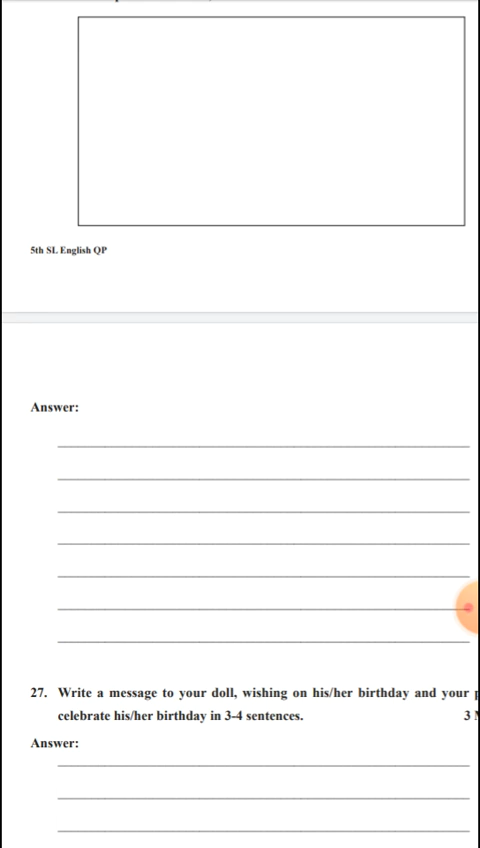 5th SL English QP
Answer:
27. Write a message to your doll, wishing on his/her birthday and your
celebrate his/her birthday in 3-4 sentences. 3
Answer: